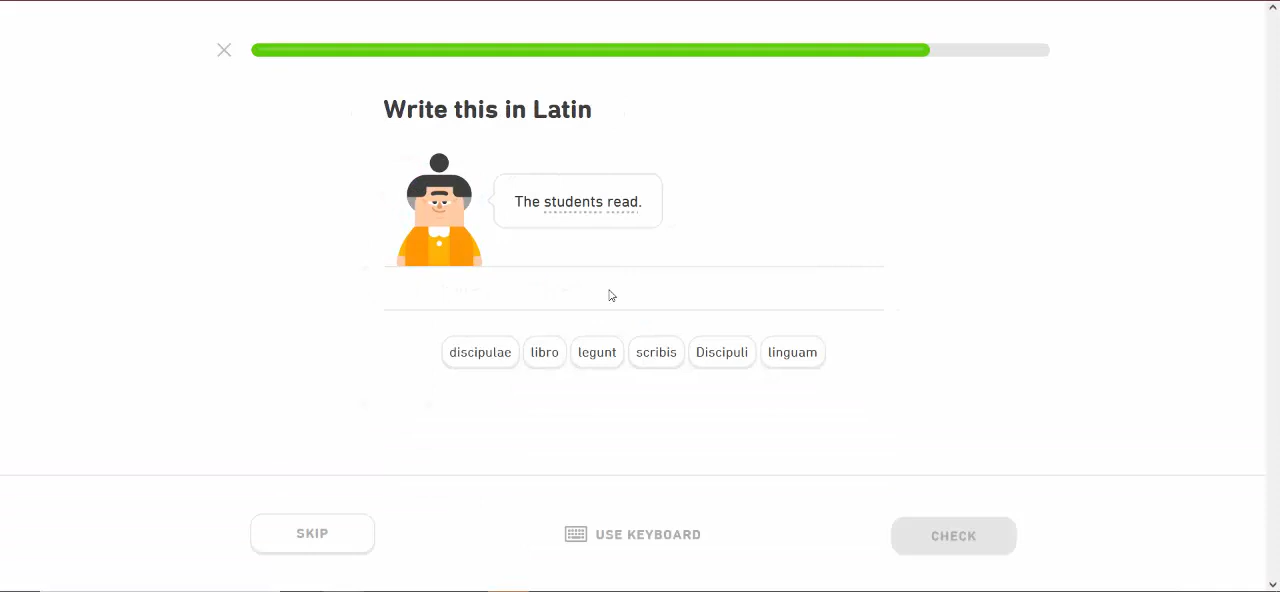 Write this in Latin
The students read.
discipulae libro legunt scribis Discipuli linguam
SKIP USE KEYBOARD CHECK